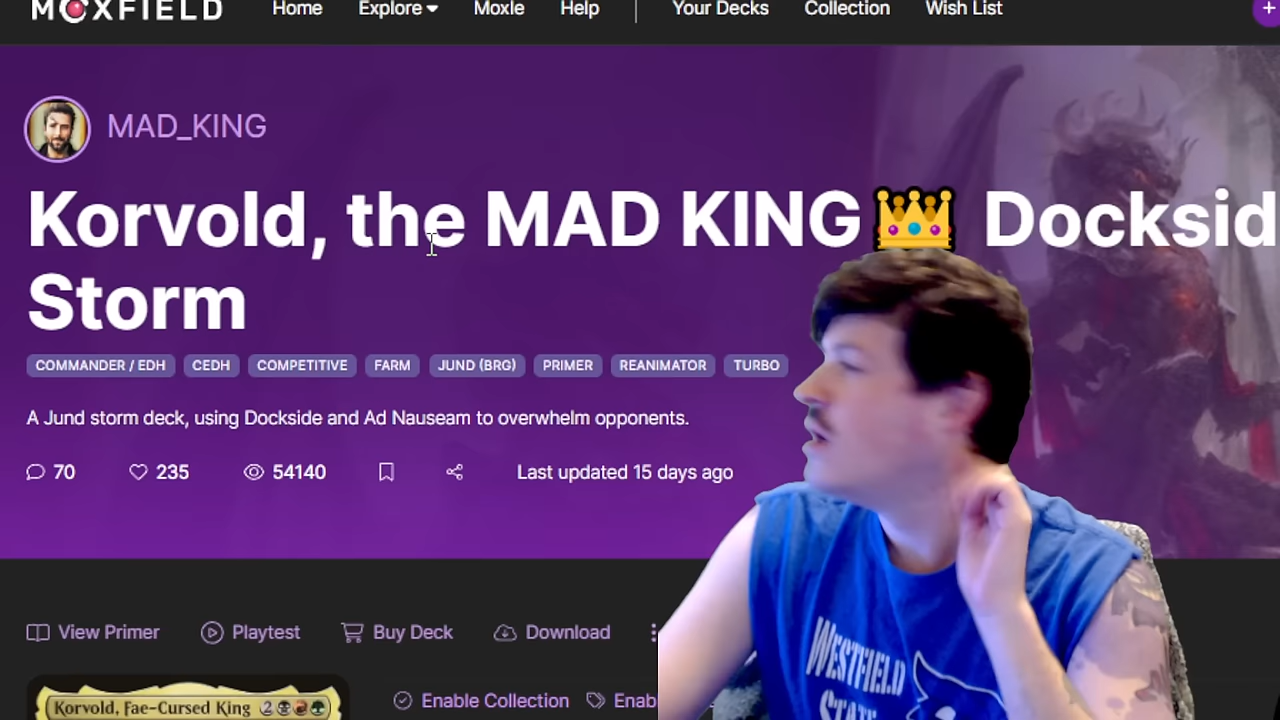 MOXFIELD
Home Explore Moxle Help Your Decks Collection Wish List
MAD_KING
Korvold, the MAD KING👑 Docksid
Storm
COMMANDER / EDH CEDH COMPETITIVE FARM JUND (BRG) PRIMER REANIMATOR TURBO
A Jund storm deck, using Dockside and Ad Nauseam to overwhelm opponents.
70 235 54140 Last updated 15 days ago
View Primer Playtest Buy Deck Download
Enable Collection Enab
Korvold, Fae-Cursed King 2
WESTFIELD
STATE